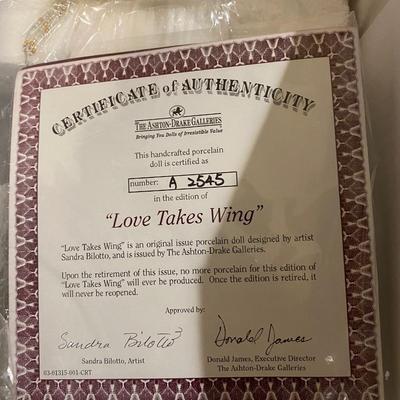 CERTIFICATE of AUTHENTICITY
THE ASHTON-DRAKE GALLERIES
Bringing You Dolls of Irresistible Value
This handcrafted porcelain
doll is certified as
number: A 2545
in the edition of
"Love Takes Wing"
"Love Takes Wing" is an original issue porcelain doll designed by artist
Sandra Bilotto, and is issued by The Ashton-Drake Galleries.
Upon the retirement of this issue, no more porcelain for this edition of
"Love Takes Wing" will ever be produced. Once the edition is retired, it
will never be reopened.
Approved by:
Sandra Bilotto Donald James
Sandra Bilotto, Artist Donald James, Executive Director
The Ashton-Drake Galleries
03-01315-001-CRT